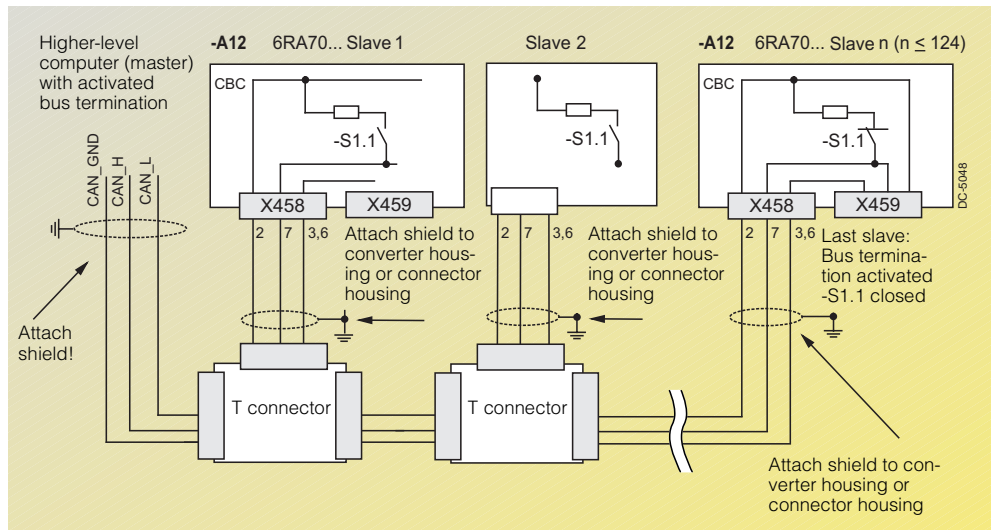 Higher-level
computer (master)
with activated
bus termination
-A12 6RA70... Slave 1
Slave 2
-A12 6RA70... Slave n (n ≤ 124)
CBC
-S1.1
-S1.1
CBC
-S1.1
CAN_GND
CAN_H
CAN_L
X458
X459
X458
X459
DC-5048
2 7 3,6
Attach shield to
converter hous-
ing or connector
housing
2 7 3,6
Attach shield to
converter hous-
ing or connector
housing
2 7 3,6
Last slave:
Bus termina-
tion activated
-S1.1 closed
Attach
shield!
T connector
T connector
Attach shield to con-
verter housing or
connector housing